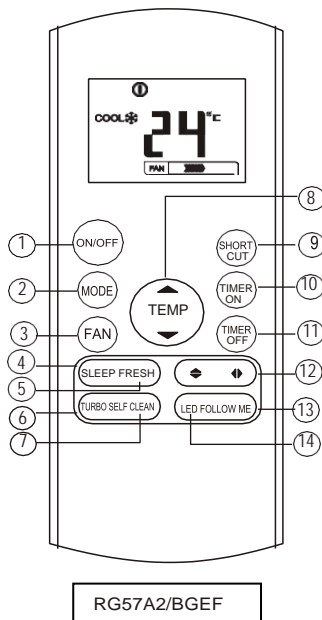 COOL 24°C
FAN
8
1 ON/OFF SHORT CUT 9
2 MODE TEMP TIMER ON 10
3 FAN TIMER OFF 11
4 SLEEP FRESH 12
5
6 TURBO SELF CLEAN LED FOLLOW ME 13
7 14
RG57A2/BGEF